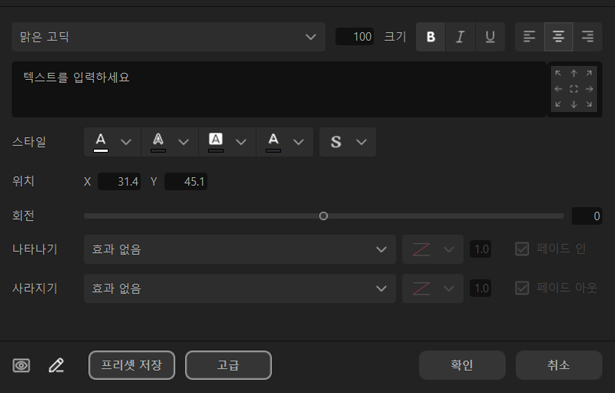 맑은 고딕 100 크기 B I U
텍스트를 입력하세요
스타일 A A A A S
위치 X 31.4 Y 45.1
회전 0
나타나기 효과 없음 1.0 페이드 인
사라지기 효과 없음 1.0 페이드 아웃
프리셋 저장 고급 확인 취소